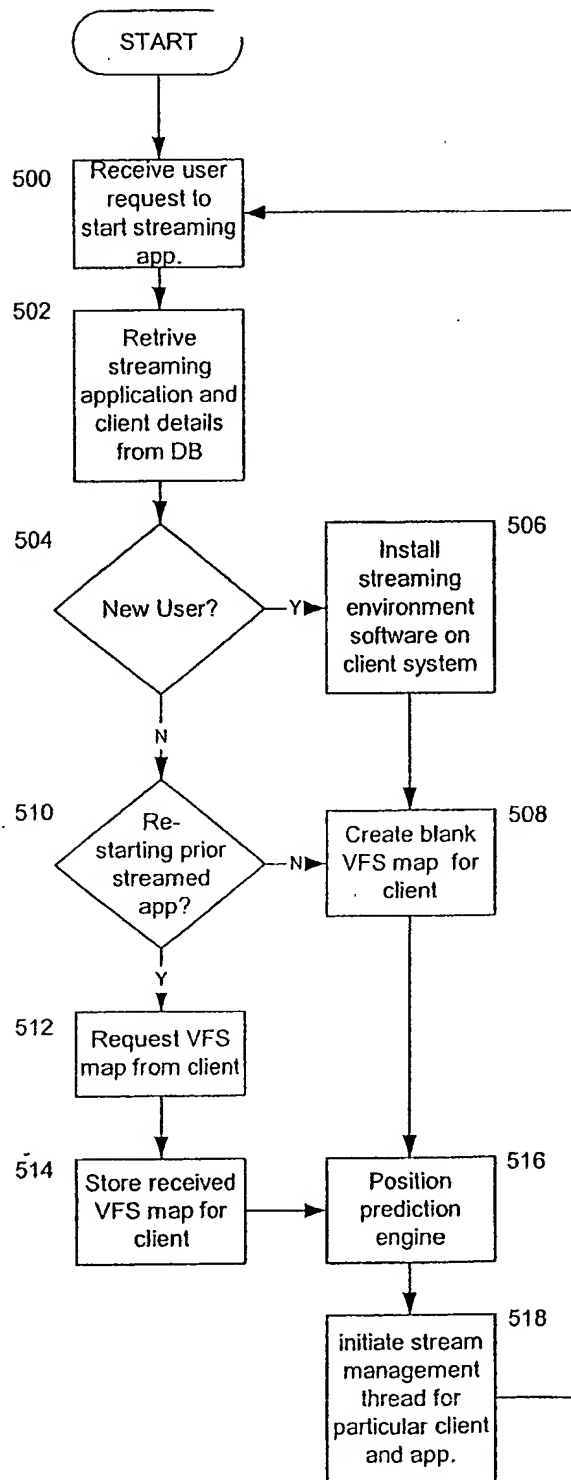 START
500
Receive user
request to
start streaming
app.
502
Retrive
streaming
application and
client details
from DB
504
New User?
Y
506
Install
streaming
environment
software on
client system
N
510
Re-
starting prior
streamed
app?
N
508
Create blank
VFS map for
client
Y
512
Request VFS
map from client
514
Store received
VFS map for
client
516
Position
prediction
engine
518
initiate stream
management
thread for
particular client
and app.